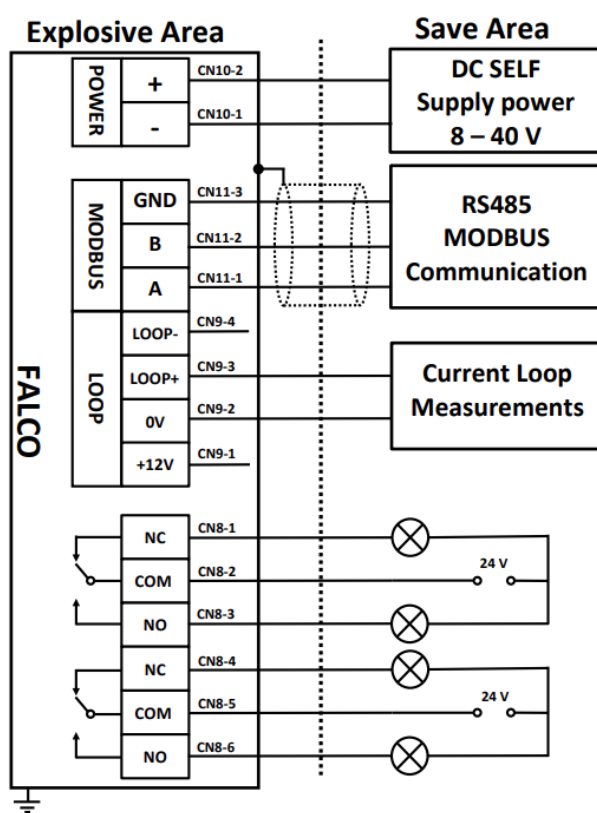 Explosive Area
Save Area
POWER
+
CN10-2
-
CN10-1
DC SELF
Supply power
8 – 40 V
MODBUS
GND
CN11-3
B
CN11-2
A
CN11-1
RS485
MODBUS
Communication
FALCO
LOOP
LOOP-
CN9-4
LOOP+
CN9-3
0V
CN9-2
+12V
CN9-1
Current Loop
Measurements
NC
CN8-1
COM
CN8-2
24 V
NO
CN8-3
NC
CN8-4
COM
CN8-5
24 V
NO
CN8-6